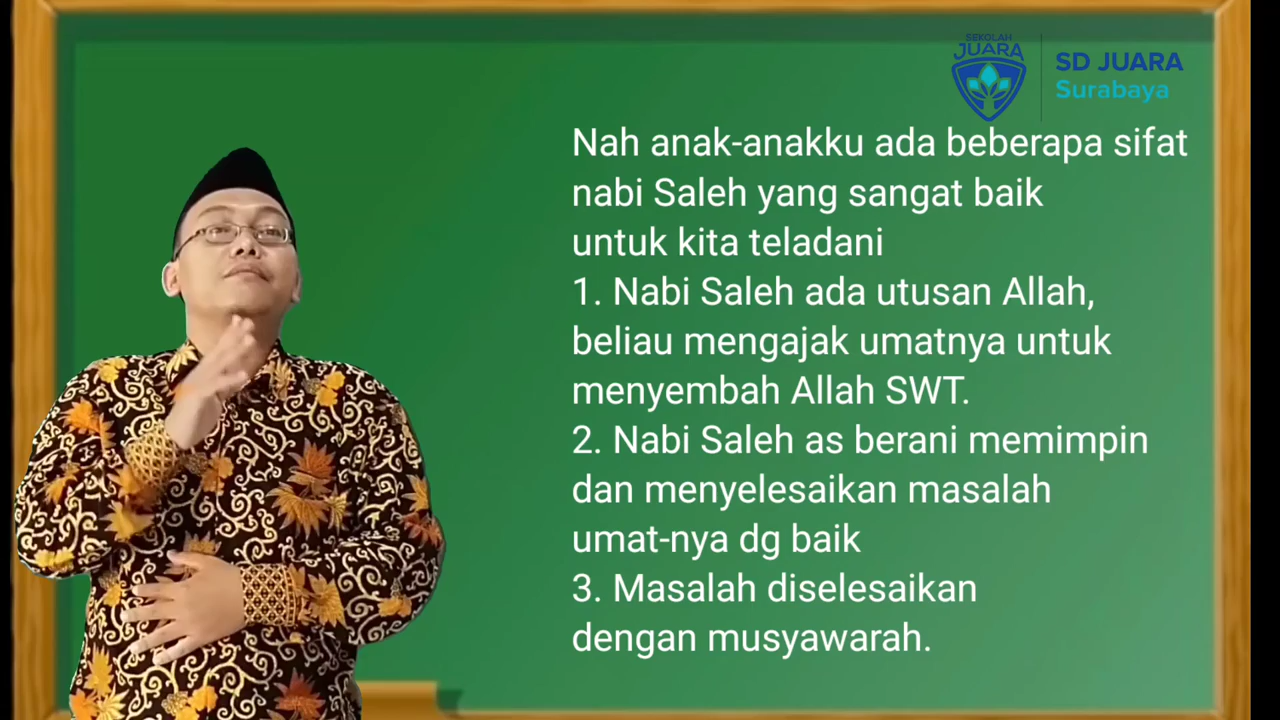 SEKOLAH
JUARA
SD JUARA
Surabaya
Nah anak-anakku ada beberapa sifat
nabi Saleh yang sangat baik
untuk kita teladani
1. Nabi Saleh ada utusan Allah,
beliau mengajak umatnya untuk
menyembah Allah SWT.
2. Nabi Saleh as berani memimpin
dan menyelesaikan masalah
umat-nya dg baik
3. Masalah diselesaikan
dengan musyawarah.